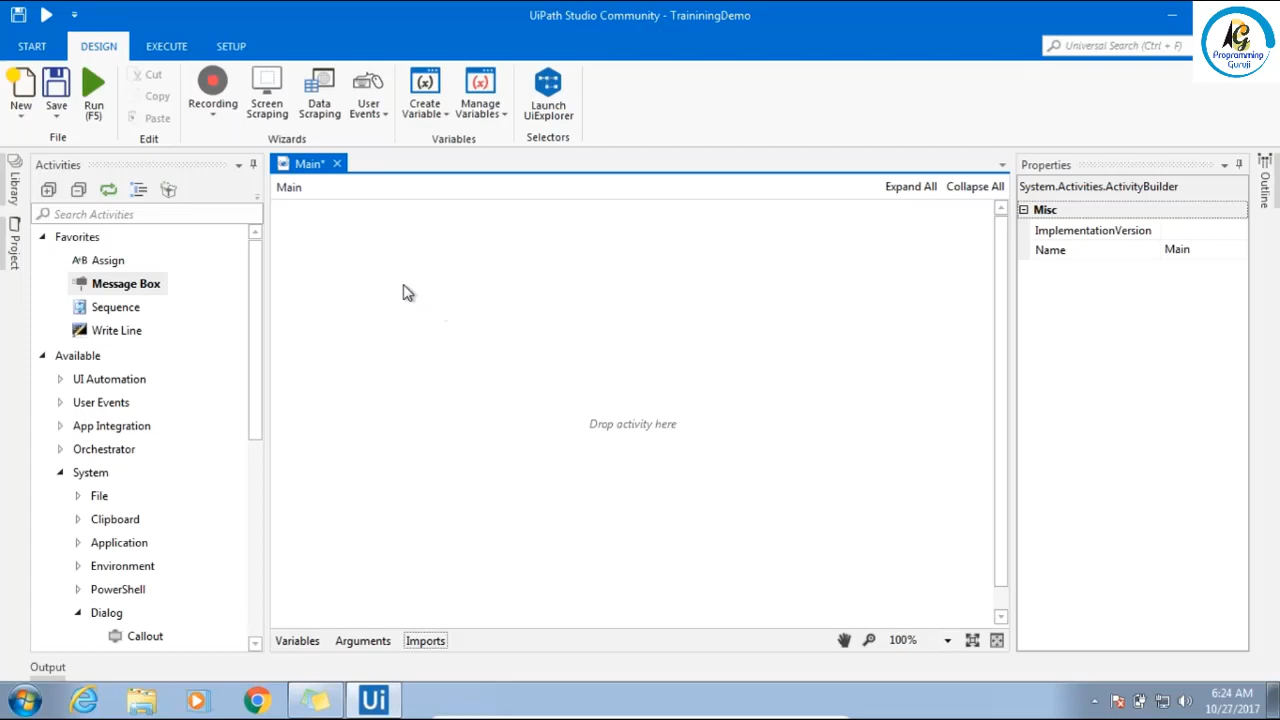 UiPath Studio Community - TraininingDemo
START DESIGN EXECUTE SETUP
Universal Search (Ctrl + F)
Programming
Guruji
New Save Run (F5)
Cut
Copy
Paste
Recording Screen Scraping Data Scraping User Events
Create Variable Manage Variables
Launch UiExplorer
File Edit Wizards Variables Selectors
Library
Project
Activities
Search Activities
Favorites
A*B Assign
Message Box
Sequence
Write Line
Available
UI Automation
User Events
App Integration
Orchestrator
System
File
Clipboard
Application
Environment
PowerShell
Dialog
Callout
Main*
Main
Expand All Collapse All
Drop activity here
Variables Arguments Imports
100%
Properties
System.Activities.ActivityBuilder
Misc
ImplementationVersion
Name Main
Outline
Output
Ui
6:24 AM
10/27/2017